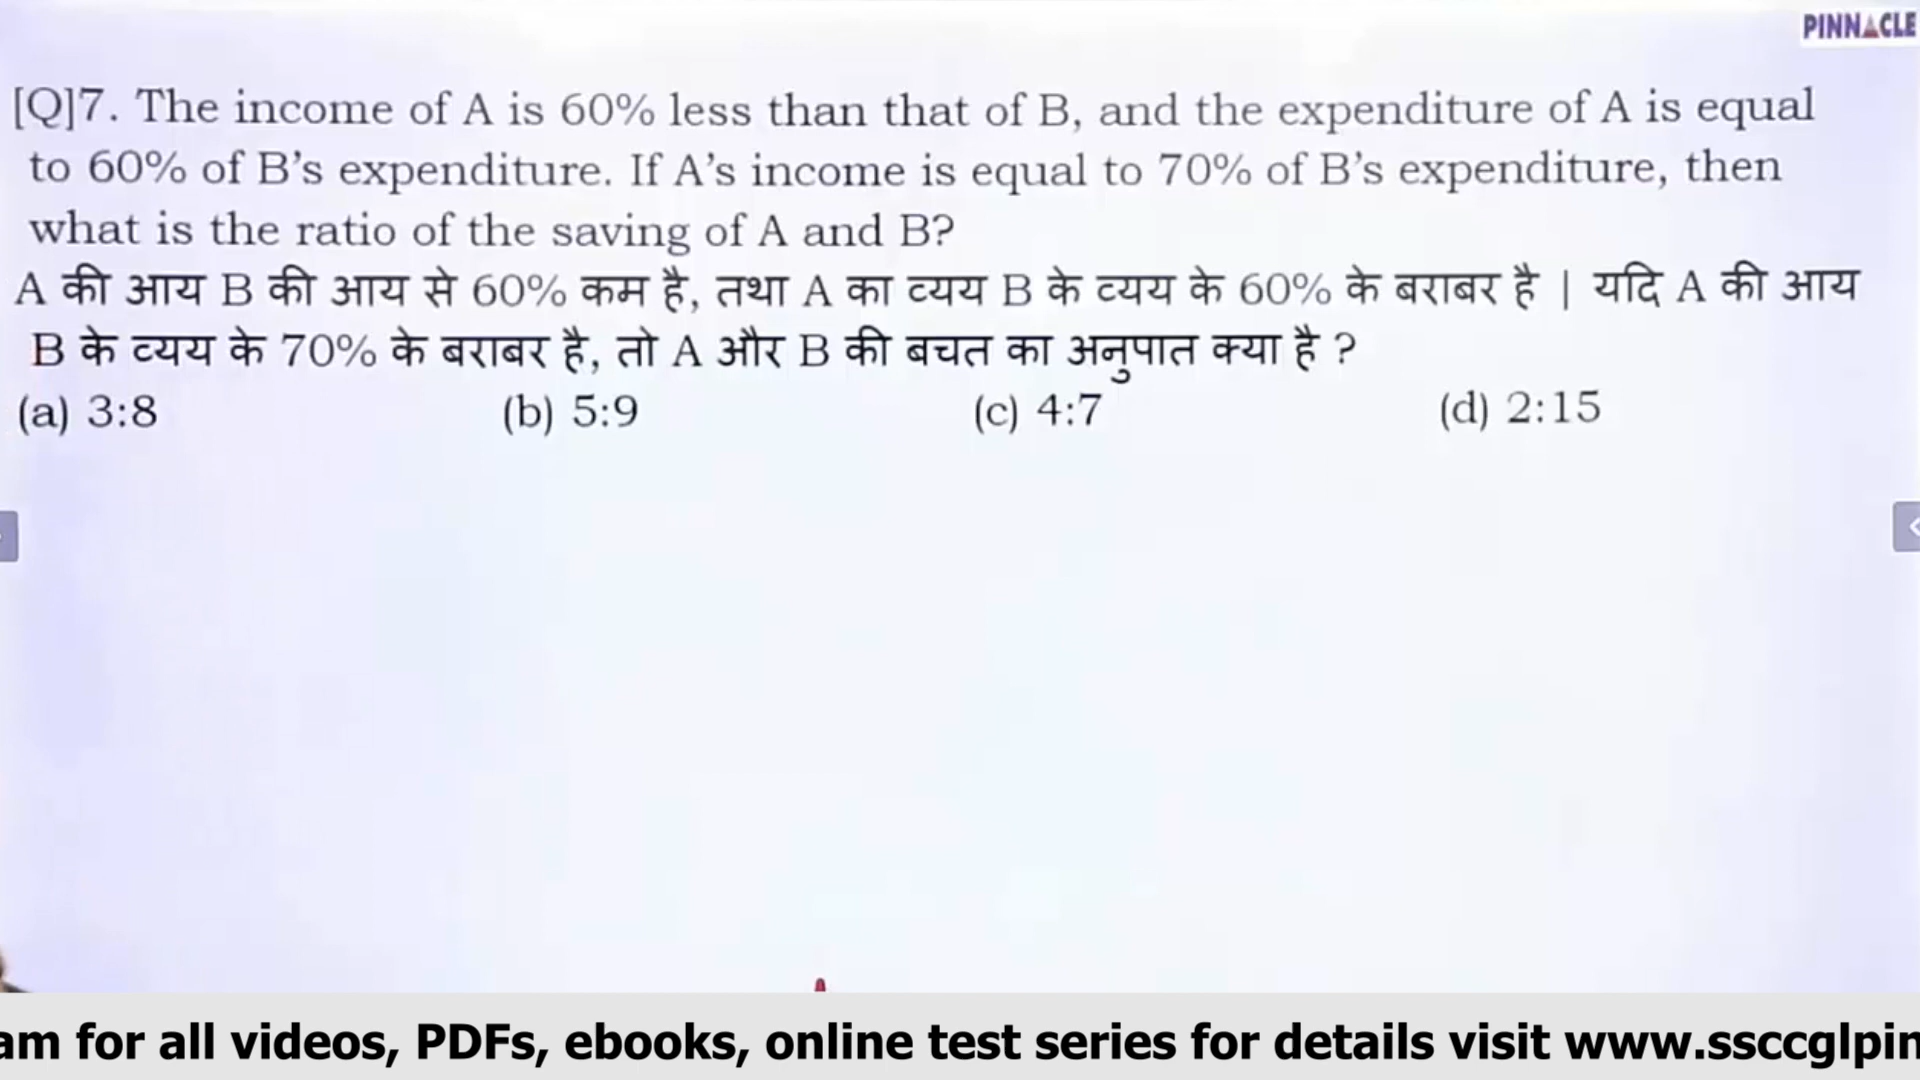 PINNACLE
[Q]7. The income of A is 60% less than that of B, and the expenditure of A is equal
to 60% of B’s expenditure. If A’s income is equal to 70% of B’s expenditure, then
what is the ratio of the saving of A and B?
A की आय B की आय से 60% कम है, तथा A का व्यय B के व्यय के 60% के बराबर है | यदि A की आय
B के व्यय के 70% के बराबर है, तो A और B की बचत का अनुपात क्या है ?
(a) 3:8 (b) 5:9 (c) 4:7 (d) 2:15
am for all videos, PDFs, ebooks, online test series for details visit www.ssccglpin